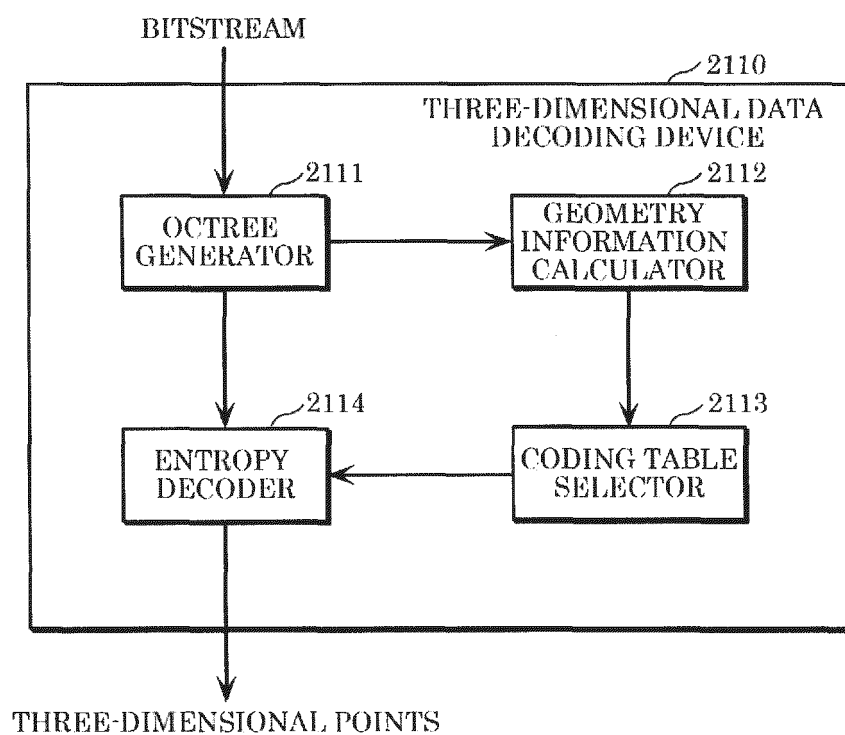 BITSTREAM
2110
THREE-DIMENSIONAL DATA
DECODING DEVICE
2111
OCTREE
GENERATOR
2112
GEOMETRY
INFORMATION
CALCULATOR
2114
ENTROPY
DECODER
2113
CODING TABLE
SELECTOR
THREE-DIMENSIONAL POINTS